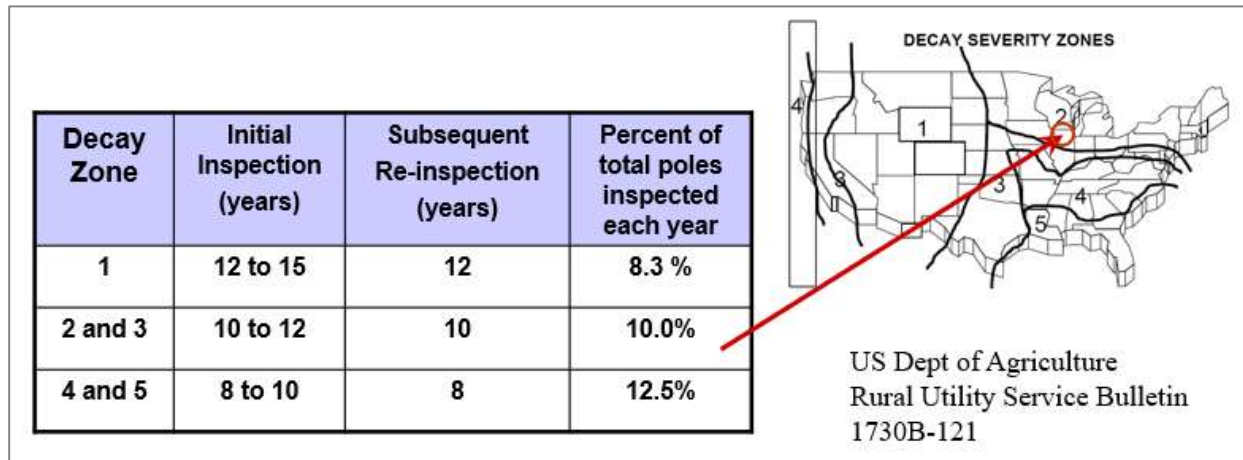 DECAY SEVERITY ZONES
4
3
1
2
3
4
5
Decay
Zone
Initial
Inspection
(years)
Subsequent
Re-inspection
(years)
Percent of
total poles
inspected
each year
1
12 to 15
12
8.3 %
2 and 3
10 to 12
10
10.0%
4 and 5
8 to 10
8
12.5%
US Dept of Agriculture
Rural Utility Service Bulletin
1730B-121